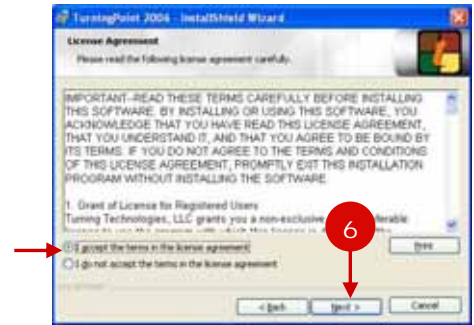 TurningPoint 2006 - InstallShield Wizard
License Agreement
Please read the following license agreement carefully.
IMPORTANT--READ THESE TERMS CAREFULLY BEFORE INSTALLING
THIS SOFTWARE. BY INSTALLING OR USING THIS SOFTWARE, YOU
ACKNOWLEDGE THAT YOU HAVE READ THIS LICENSE AGREEMENT,
THAT YOU UNDERSTAND IT, AND THAT YOU AGREE TO BE BOUND BY
ITS TERMS. IF YOU DO NOT AGREE TO THE TERMS AND CONDITIONS
OF THIS LICENSE AGREEMENT, PROMPTLY EXIT THIS INSTALLATION
PROGRAM WITHOUT INSTALLING THE SOFTWARE.
1. Grant of License for Registered Users
Turning Technologies, LLC grants you a non-exclusive
6
I accept the terms in the license agreement
Print
I do not accept the terms in the license agreement
< Back
Next >
Cancel